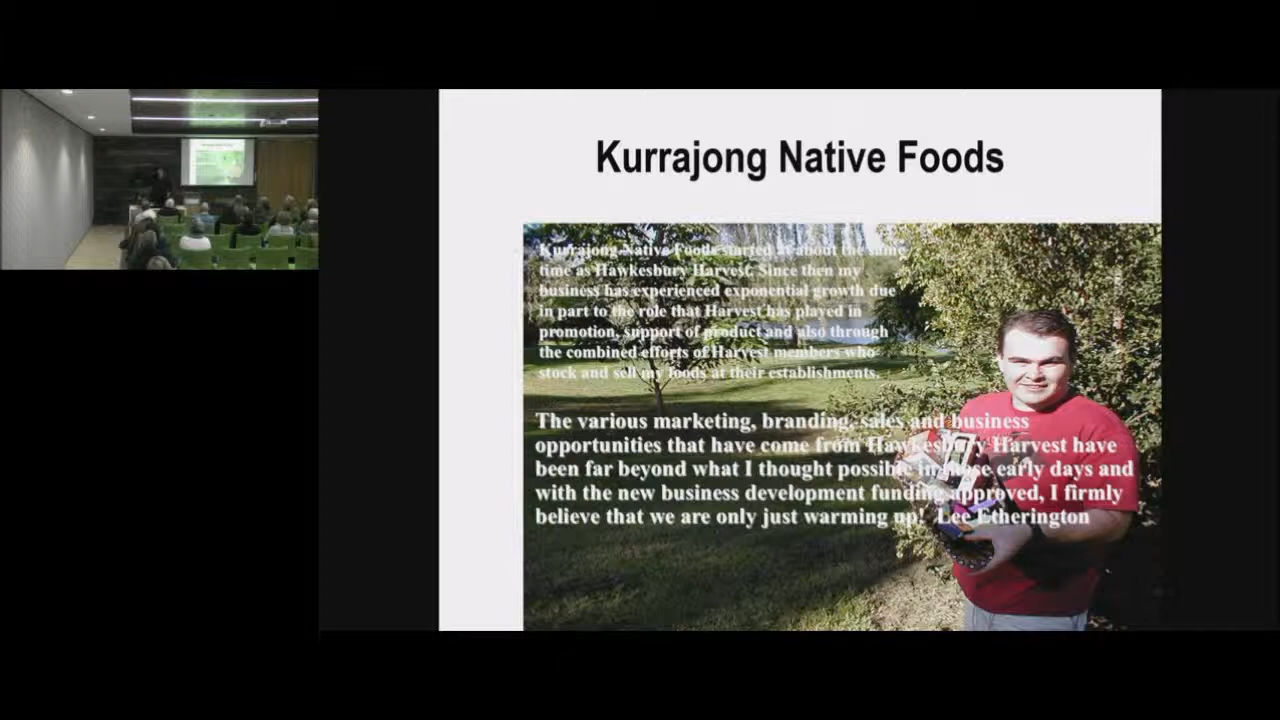 Kurrajong Native Foods
Kurrajong Native Foods started at about the same
time as Hawkesbury Harvest. Since then my
business has experienced exponential growth due
in part to the role that Harvest has played in
promotion, support of product and also through
the combined efforts of Harvest members who
stock and sell my foods at their establishments.
The various marketing, branding, sales and business
opportunities that have come from Hawkesbury Harvest have
been far beyond what I thought possible in those early days and
with the new business development funding approved, I firmly
believe that we are only just warming up! Lee Etherington